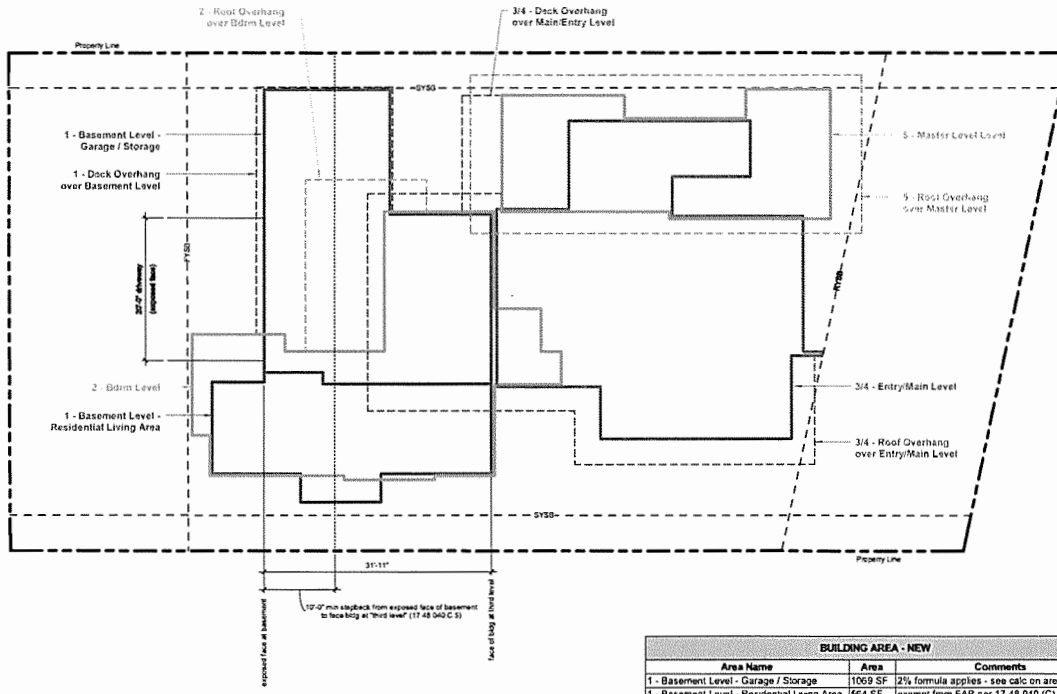 2 - Roof Overhang
over Bdrm Level
3/4 - Deck Overhang
over Main/Entry Level
Property Line
SYSB
1 - Basement Level -
Garage / Storage
1 - Deck Overhang
over Basement Level
5 - Master Level Level
5 - Roof Overhang
over Master Level
FYSB
RYSB
20'-0" driveway
(exposed face)
2 - Bdrm Level
1 - Basement Level -
Residential Living Area
3/4 - Entry/Main Level
3/4 - Roof Overhang
over Entry/Main Level
SYSB
Property Line
31'-11"
10'-0" min stepback from exposed face of basement
to face bldg at "third level" (17.48.040 C.5)
exposed face at basement
face of bldg at third level
BUILDING AREA - NEW
Area Name Area Comments
1 - Basement Level - Garage / Storage 1069 SF 2% formula applies - see calc on
1 - Basement Level - Residential Living Area 564 SF exempt from FAR per 17.48.040